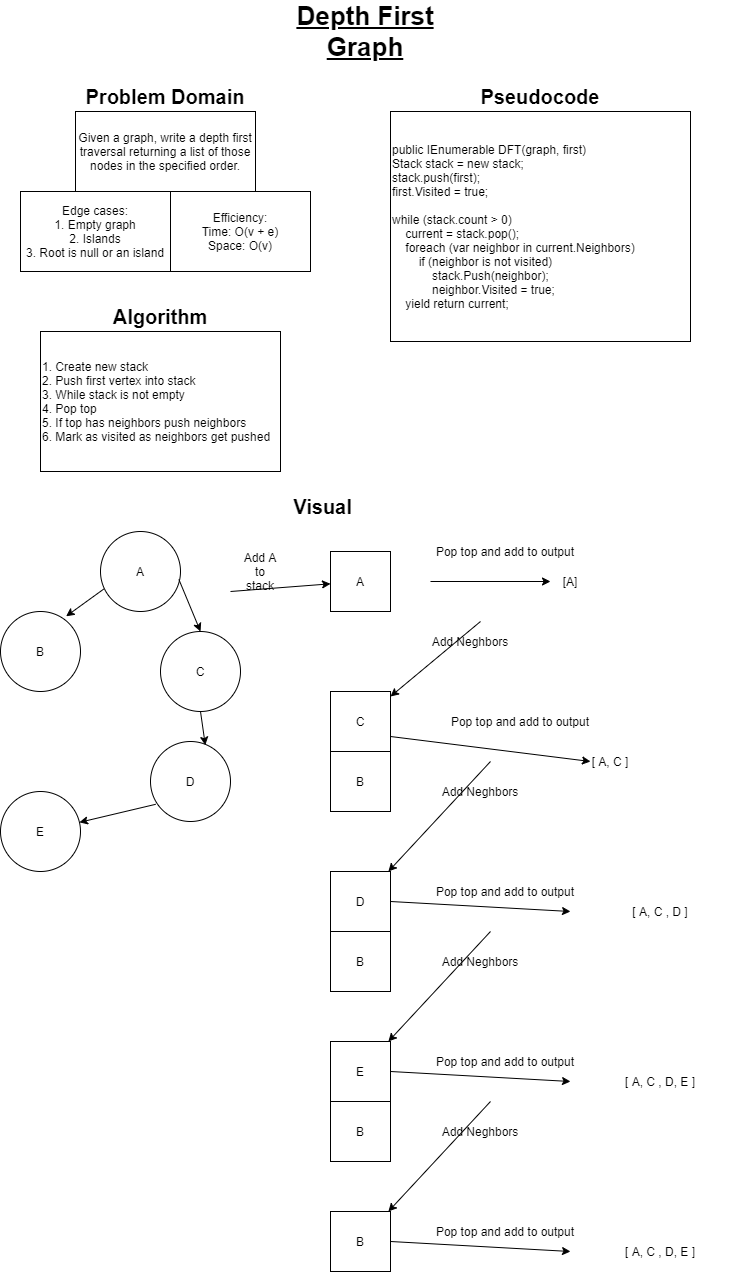 Depth First
Graph
Problem Domain
Given a graph, write a depth first
traversal returning a list of those
nodes in the specified order.
Edge cases:
1. Empty graph
2. Islands
3. Root is null or an island
Efficiency:
Time: O(v + e)
Space: O(v)
Pseudocode
public IEnumerable DFT(graph, first)
Stack stack = new stack;
stack.push(first);
first.Visited = true;
while (stack.count > 0)
current = stack.pop();
foreach (var neighbor in current.Neighbors)
if (neighbor is not visited)
stack.Push(neighbor);
neighbor.Visited = true;
yield return current;
Algorithm
1. Create new stack
2. Push first vertex into stack
3. While stack is not empty
4. Pop top
5. If top has neighbors push neighbors
6. Mark as visited as neighbors get pushed
Visual
A
B
C
D
E
Add A
to
stack
A
Pop top and add to output
[A]
Add Neghbors
C
B
Pop top and add to output
[ A, C ]
Add Neghbors
D
B
Pop top and add to output
[ A, C , D ]
Add Neghbors
E
B
Pop top and add to output
[ A, C , D, E ]
Add Neghbors
B
Pop top and add to output
[ A, C , D, E ]